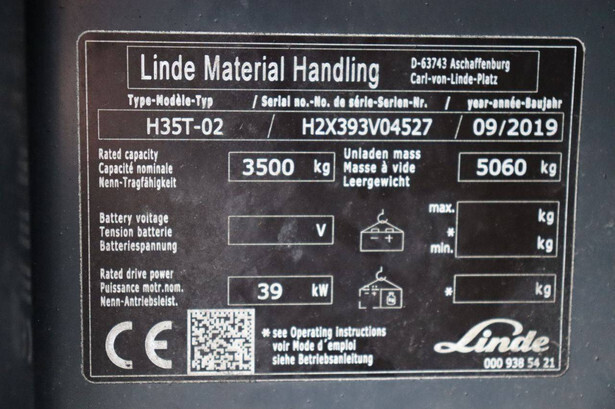 Linde Material Handling
D-63743 Aschaffenburg
Carl-von-Linde-Platz
Type-Modèle-Typ / Serial no.-No. de série-Serien-Nr. / year-année-Baujahr
H35T-02 / H2X393V04527 / 09/2019
Rated capacity
Capacité nominale
Nenn-Tragfähigkeit
3500 kg
Unladen mass
Masse à vide
Leergewicht
5060 kg
Battery voltage
Tension batterie
Batteriespannung
V
max. kg
*
min. kg
Rated drive power
Puissance motr.nom.
Nenn-Antriebsleist.
39 kW
* kg
CE
* see Operating instructions
voir Mode d'emploi
siehe Betriebsanleitung
Linde
000 938 54 21